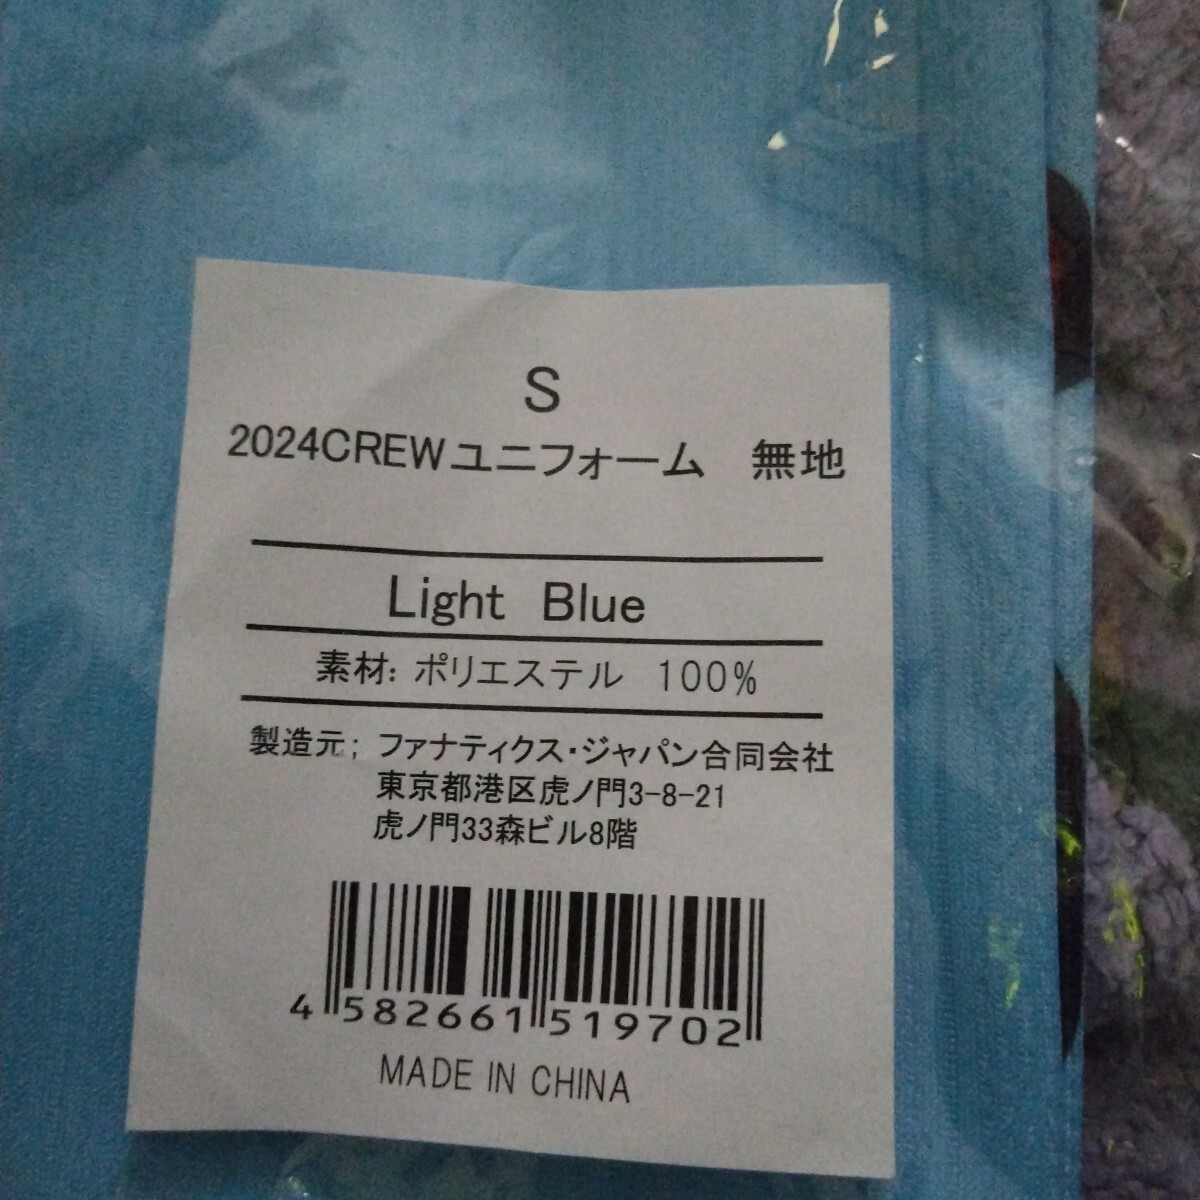 S
2024CREWユニフォーム　無地
Light Blue
素材: ポリエステル　100%
製造元; ファナティクス・ジャパン合同会社
東京都港区虎ノ門3-8-21
虎ノ門33森ビル8階
4 582661 519702
MADE IN CHINA